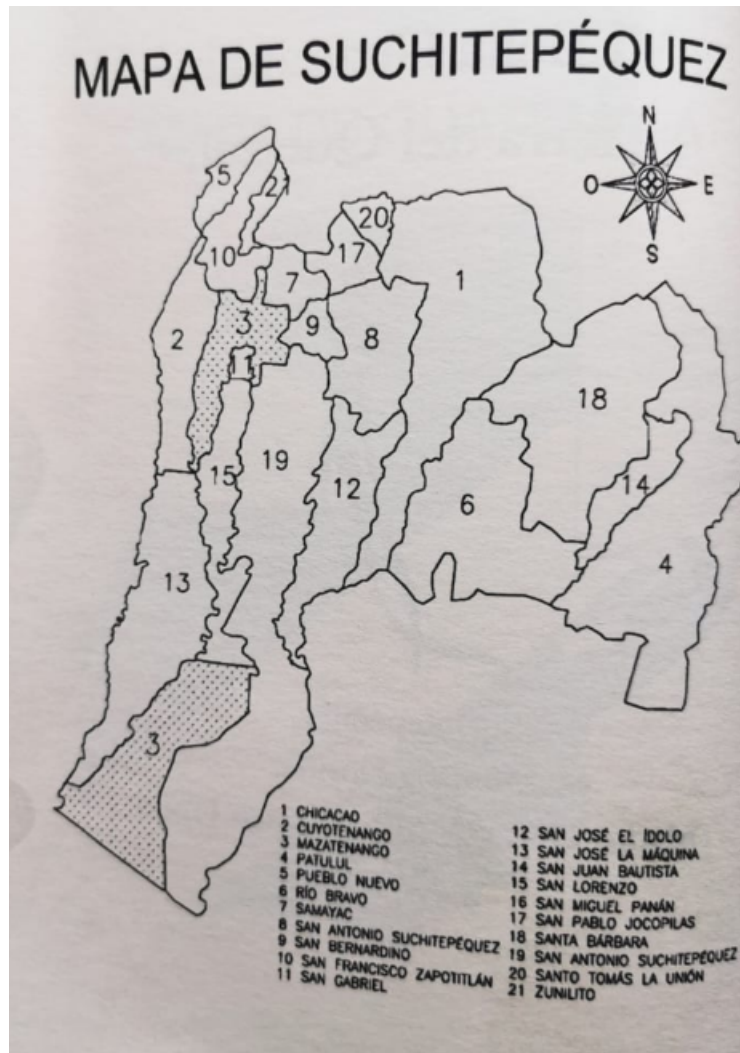 MAPA DE SUCHITEPÉQUEZ
N
O
E
S
5
21
20
10
17
7
1
3
9
8
2
11
18
19
15
12
14
6
13
4
3
1 CHICACAO
2 CUYOTENANGO
3 MAZATENANGO
4 PATULUL
5 PUEBLO NUEVO
6 RÍO BRAVO
7 SAMAYAC
8 SAN ANTONIO SUCHITEPÉQUEZ
9 SAN BERNARDINO
10 SAN FRANCISCO ZAPOTITLÁN
11 SAN GABRIEL
12 SAN JOSÉ EL ÍDOLO
13 SAN JOSÉ LA MÁQUINA
14 SAN JUAN BAUTISTA
15 SAN LORENZO
16 SAN MIGUEL PANÁN
17 SAN PABLO JOCOPILAS
18 SANTA BÁRBARA
19 SAN ANTONIO SUCHITEPÉQUEZ
20 SANTO TOMÁS LA UNIÓN
21 ZUNILITO